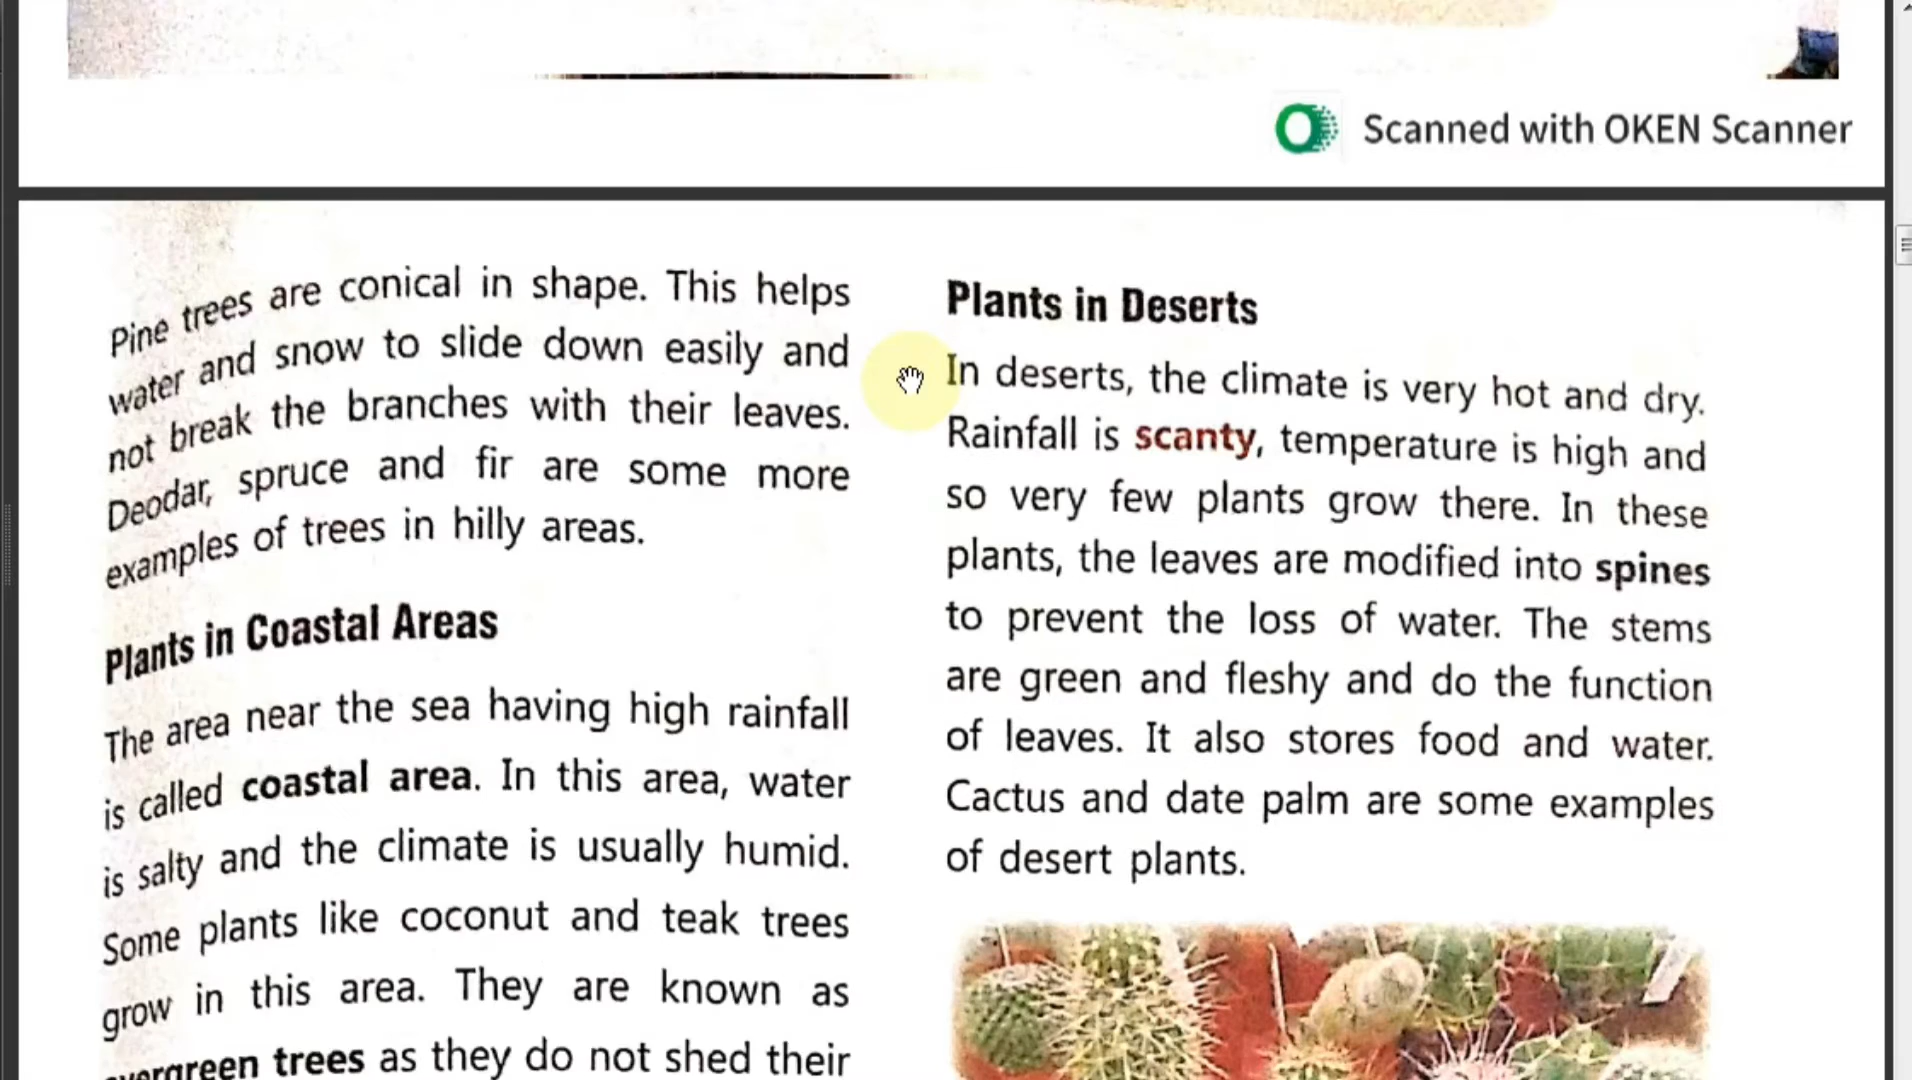 Scanned with OKEN Scanner
Pine trees are conical in shape. This helps
water and snow to slide down easily and
not break the branches with their leaves.
Deodar, spruce and fir are some more
examples of trees in hilly areas.
Plants in Coastal Areas
The area near the sea having high rainfall
is called coastal area. In this area, water
is salty and the climate is usually humid.
Some plants like coconut and teak trees
grow in this area. They are known as
evergreen trees as they do not shed their
Plants in Deserts
In deserts, the climate is very hot and dry.
Rainfall is scanty, temperature is high and
so very few plants grow there. In these
plants, the leaves are modified into spines
to prevent the loss of water. The stems
are green and fleshy and do the function
of leaves. It also stores food and water.
Cactus and date palm are some examples
of desert plants.